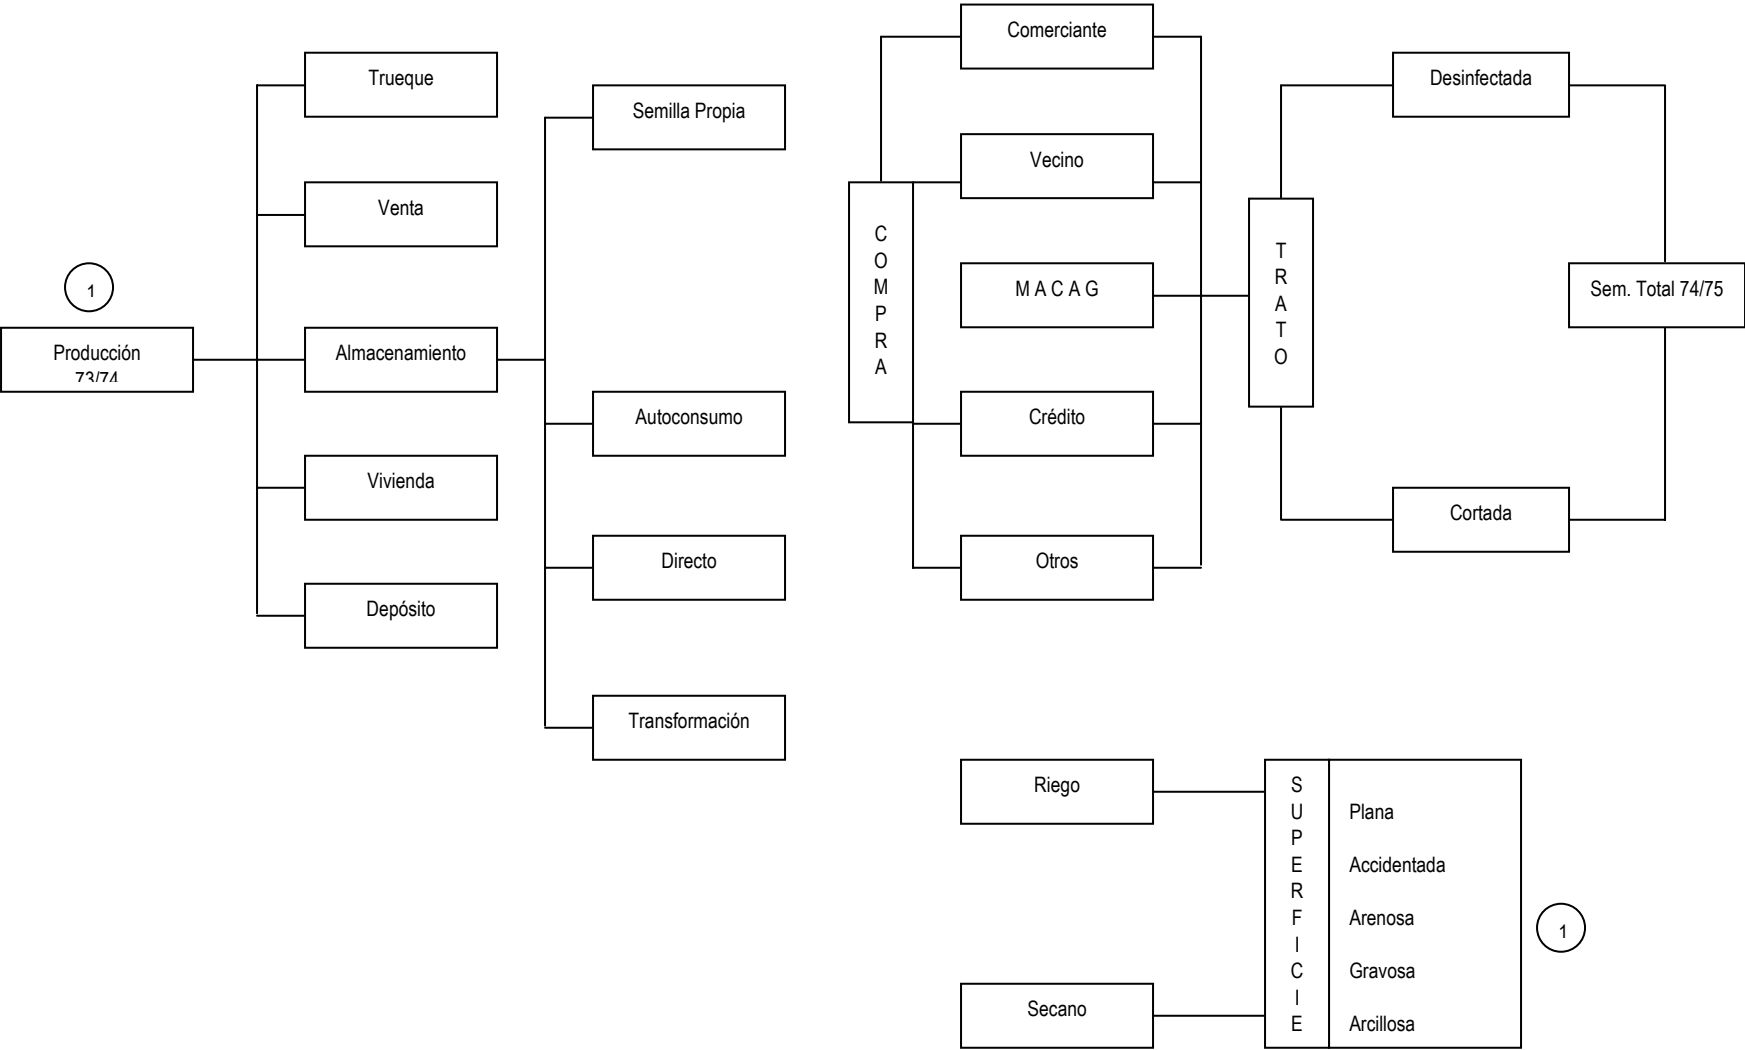 Trueque
Venta
1
Producción
73/74
Almacenamiento
Vivienda
Depósito
Semilla Propia
Autoconsumo
Directo
Transformación
C
O
M
P
R
A
Comerciante
Vecino
M A C A G
Crédito
Otros
T
R
A
T
O
Desinfectada
Cortada
Sem. Total 74/75
Riego
Secano
S
U
P
E
R
F
I
C
I
E
Plana
Accidentada
Arenosa
Gravosa
Arcillosa
1